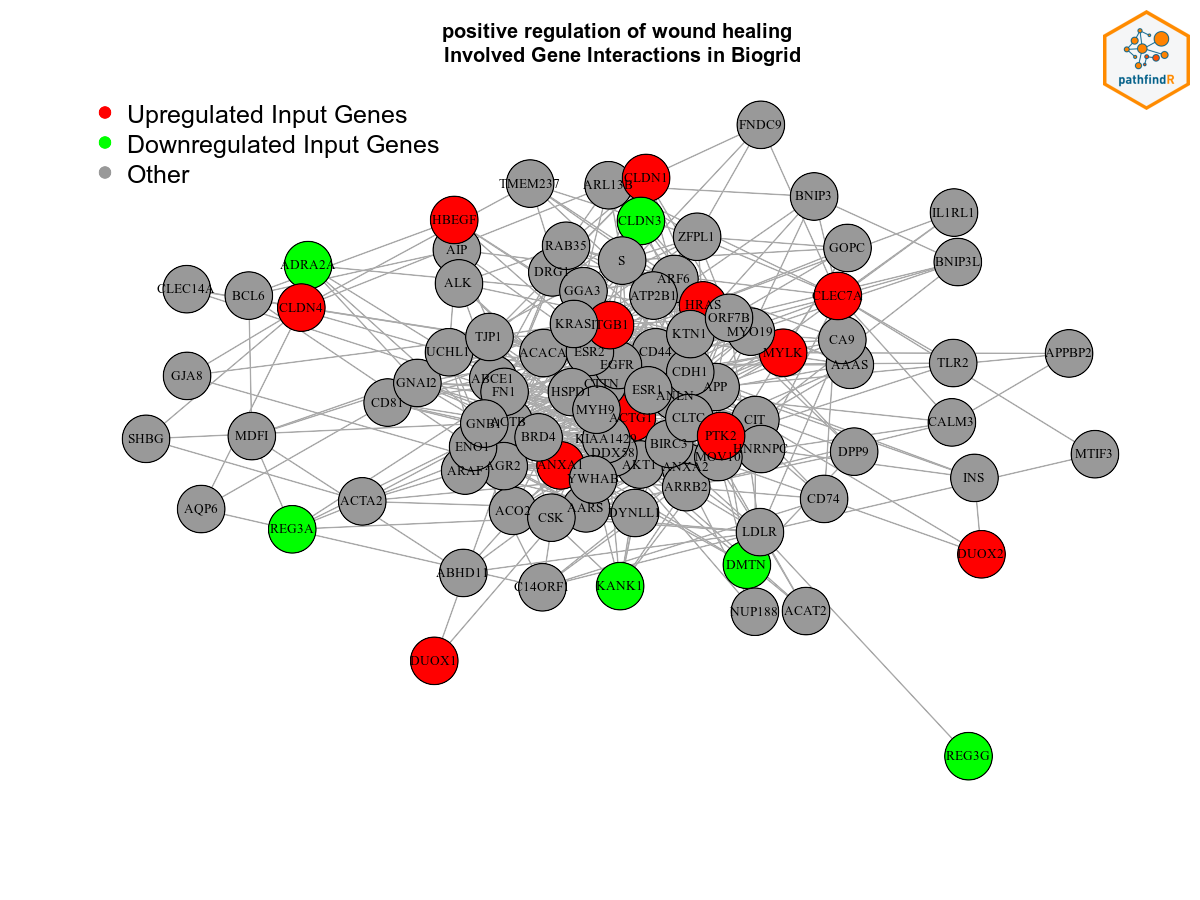 positive regulation of wound healing
Involved Gene Interactions in Biogrid
pathfindR
Upregulated Input Genes
Downregulated Input Genes
Other
FNDC9
TMEM237
ARL13B
CLDN1
BNIP3
IL1RL1
HBEGF
CLDN3
ZFPL1
GOPC
AIP
RAB35
S
BNIP3L
ADRA2A
DRG1
ARF6
CLEC14A
BCL6
ALK
GGA3
ATP2B1
CLEC7A
CLDN4
HRAS
ORF7B
KRAS
ITGB1
MYO19
TJP1
KTN1
CA9
UCHL1
ACACA
ESR2
CD44
MYLK
APPBP2
EGFR
AAAS
TLR2
GJA8
GNAI2
ABCE1
CDH1
FN1
HSPD1
CTTN
ESR1
APP
ANLN
CD81
MYH9
ACTG1
CLTC
CIT
CALM3
GNB1
ACTB
SHBG
MDFI
BRD4
KIAA1429
BIRC3
PTK2
ENO1
DDX58
HNRNPC
DPP9
MTIF3
ARAF
AGR2
ANXA1
AKT1
ANXA2
MOV10
YWHAB
ARRB2
INS
ACTA2
CD74
AQP6
ACO2
CSK
AARS
DYNLL1
REG3A
LDLR
DUOX2
ABHD11
C14ORF1
KANK1
DMTN
NUP188
ACAT2
DUOX1
REG3G